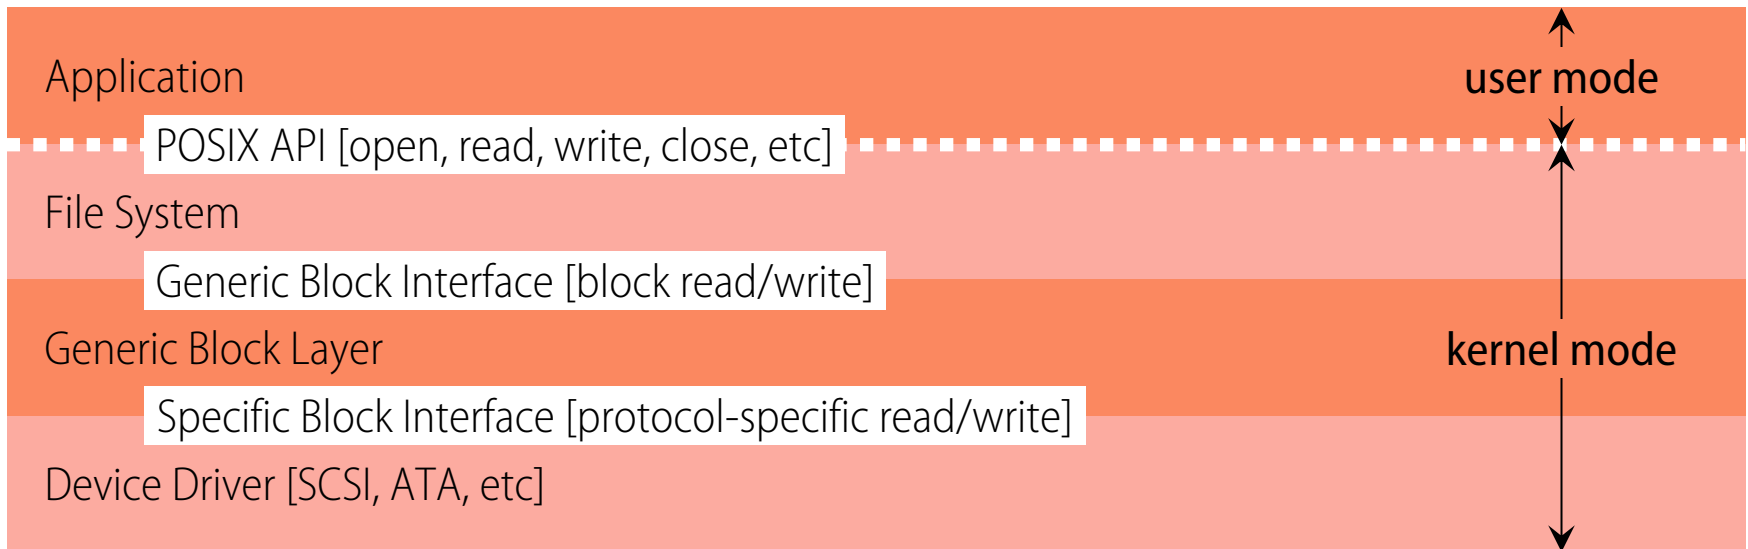 Application
user mode
POSIX API [open, read, write, close, etc]
File System
Generic Block Interface [block read/write]
Generic Block Layer
kernel mode
Specific Block Interface [protocol-specific read/write]
Device Driver [SCSI, ATA, etc]